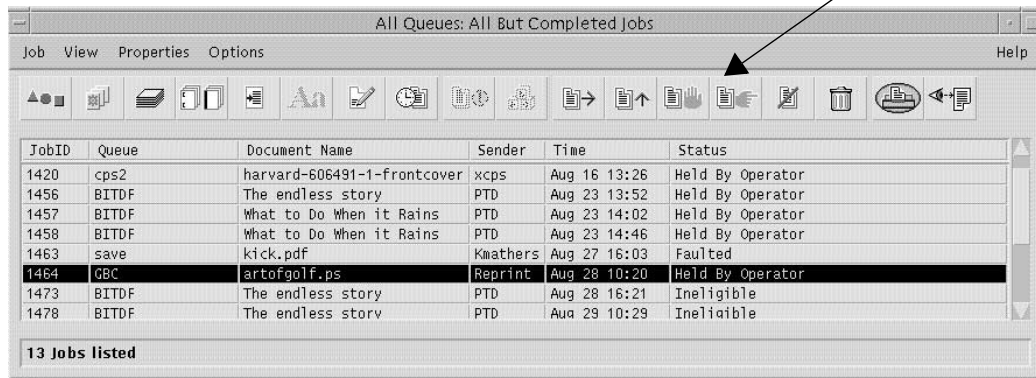 All Queues: All But Completed Jobs
Job View Properties Options Help
Aa
JobID Queue Document Name Sender Time Status
1420 cps2 harvard-606491-1-frontcover xcps Aug 16 13:26 Held By Operator
1456 BITDF The endless story PTD Aug 23 13:52 Held By Operator
1457 BITDF What to Do When it Rains PTD Aug 23 14:02 Held By Operator
1458 BITDF What to Do When it Rains PTD Aug 23 14:46 Held By Operator
1463 save kick.pdf Kmathers Aug 27 16:03 Faulted
1464 GBC artofgolf.ps Reprint Aug 28 10:20 Held By Operator
1473 BITDF The endless story PTD Aug 28 16:21 Ineligible
1478 BITDF The endless story PTD Aug 29 10:29 Ineligible
13 Jobs listed